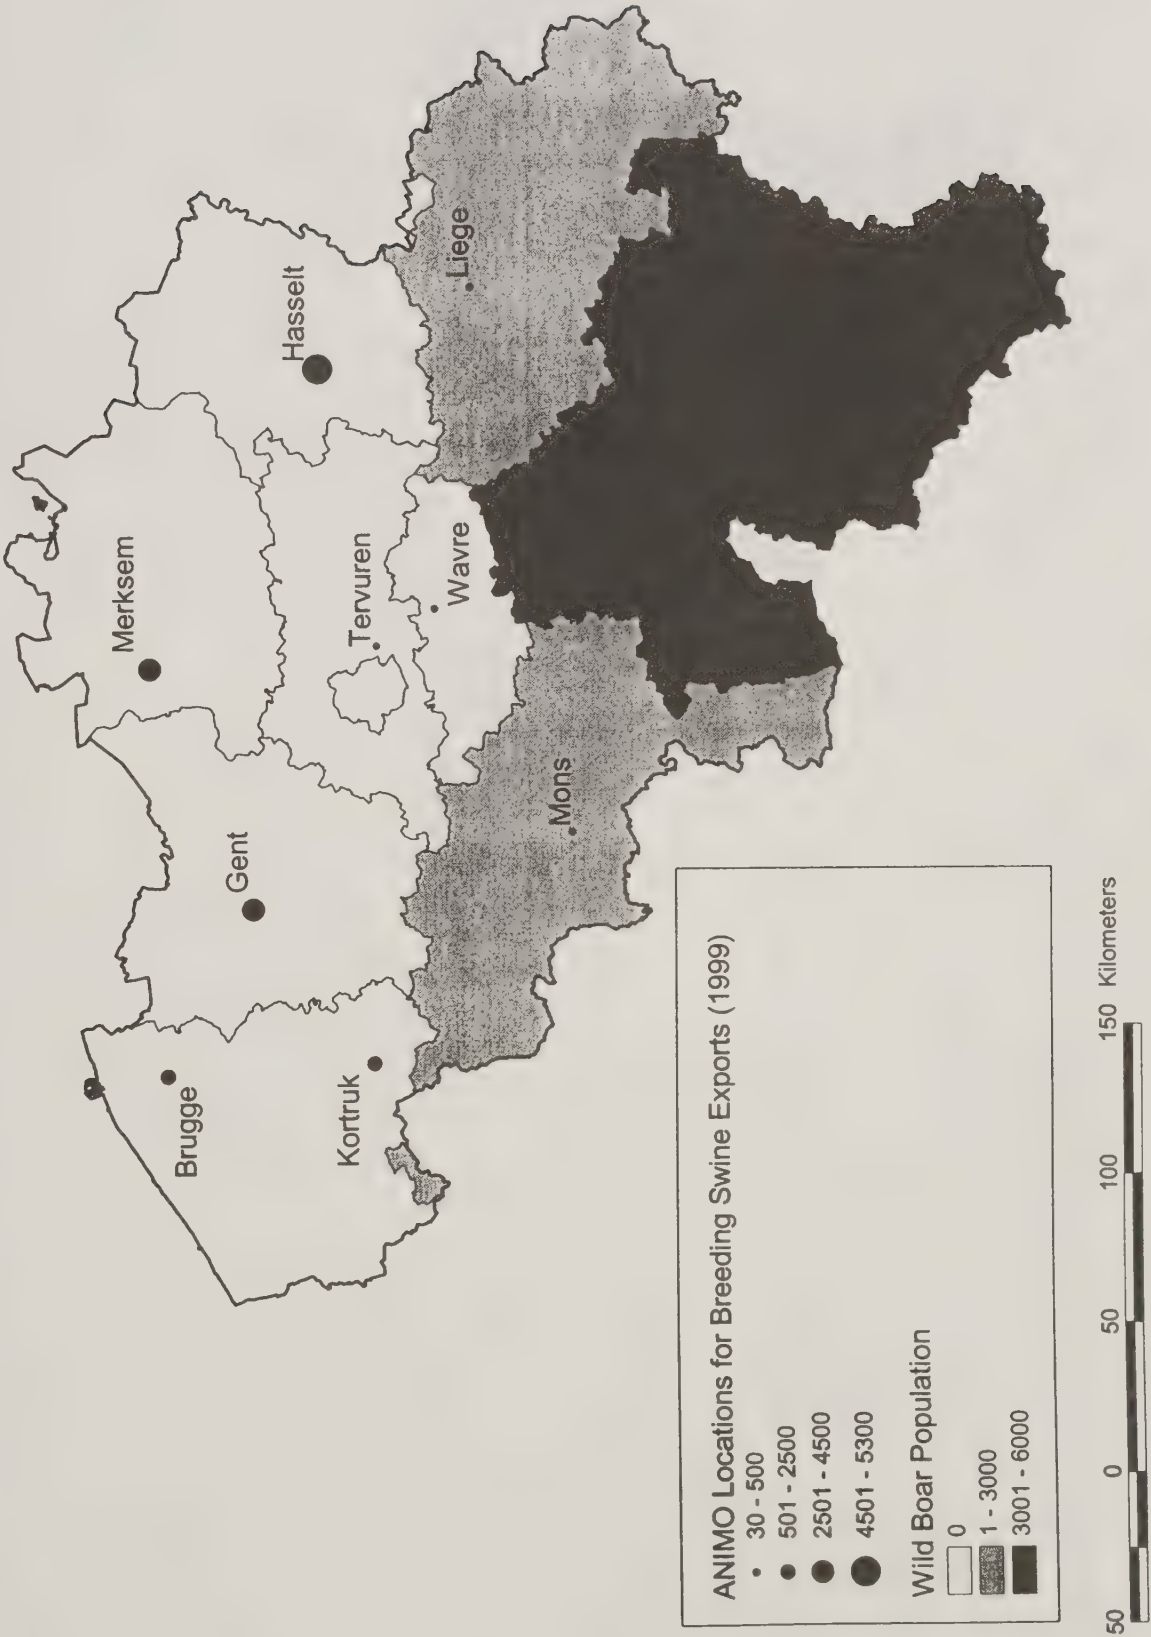 Merksem
Hasselt
Gent
Brugge
Tervuren
Kortruk
Wavre
Liege
Mons
ANIMO Locations for Breeding Swine Exports (1999)
30 - 500
501 - 2500
2501 - 4500
4501 - 5300
Wild Boar Population
0
1 - 3000
3001 - 6000
50 0 50 100 150 Kilometers